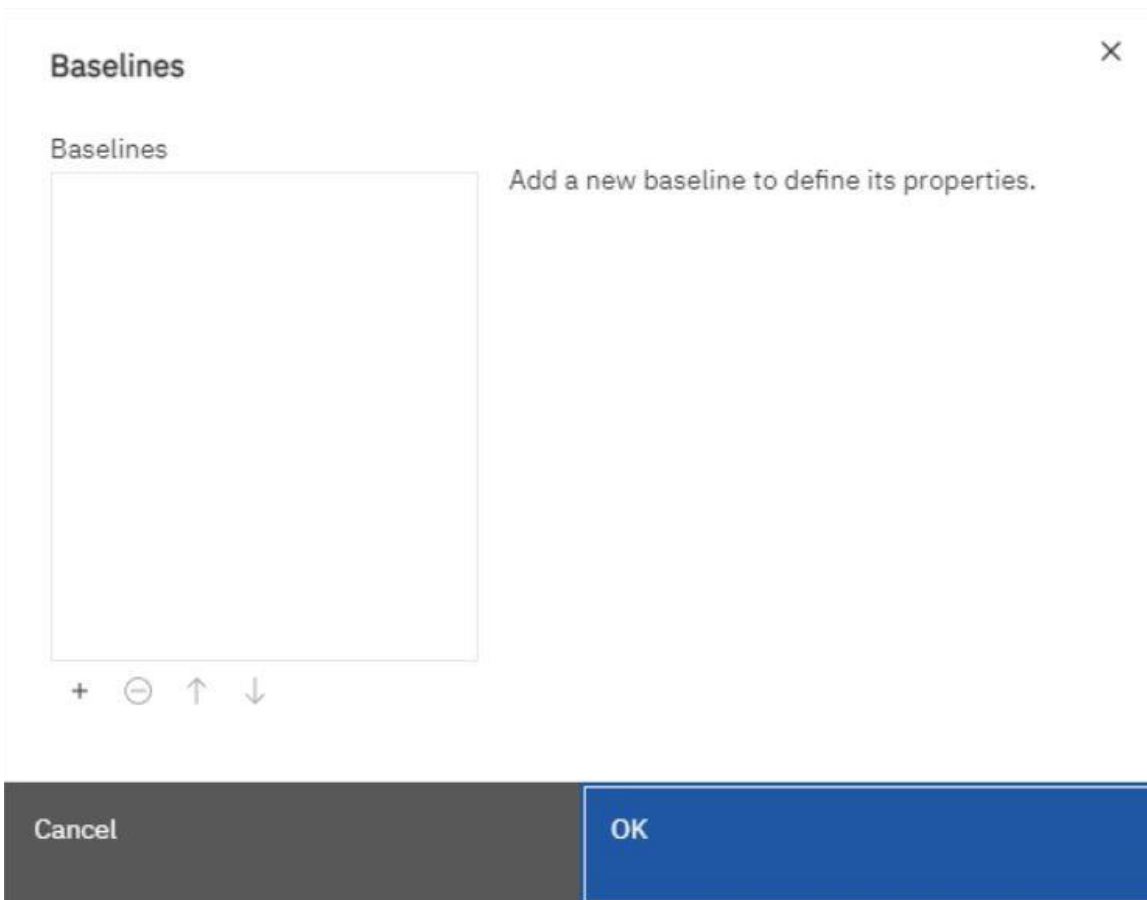 Baselines
Baselines
Add a new baseline to define its properties.
Cancel
OK